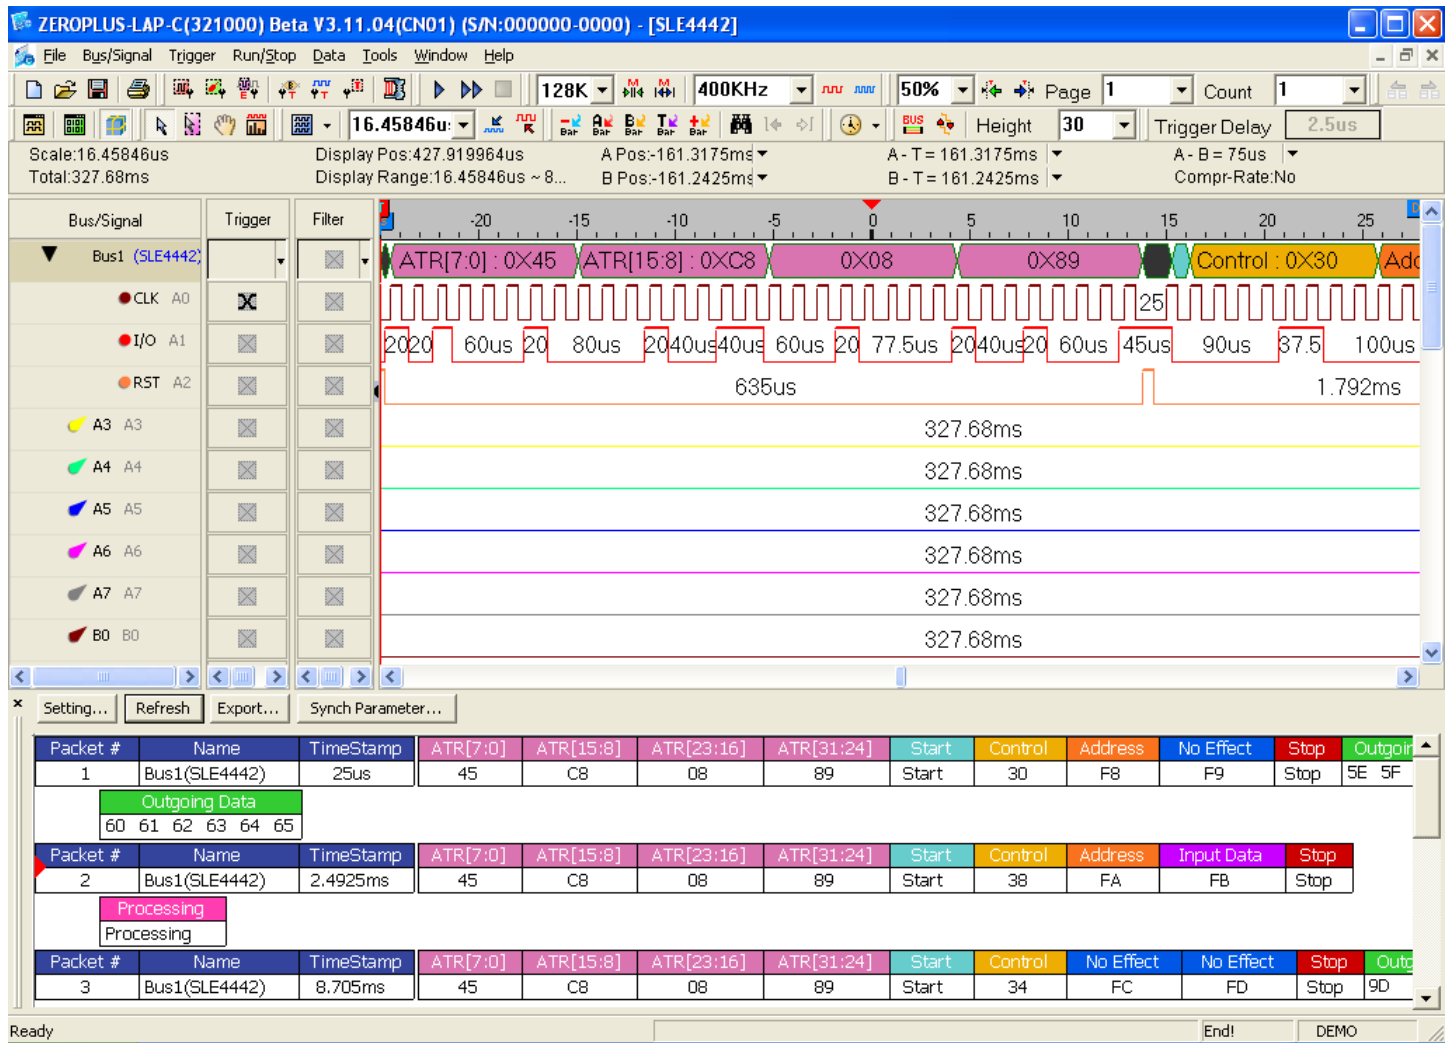 ZEROPLUS-LAP-C(321000) Beta V3.11.04(CN01) (S/N:000000-0000) - [SLE4442]
File Bus/Signal Trigger Run/Stop Data Tools Window Help
128K 400KHz 50% Page 1 Count 1
16.45846u: Bar Bar Bar Bar Bar BUS Height 30 Trigger Delay 2.5us
Scale:16.45846us Display Pos:427.919964us A Pos:-161.3175ms A - T = 161.3175ms A - B = 75us
Total:327.68ms Display Range:16.45846us ~ 8... B Pos:-161.2425ms B - T = 161.2425ms Compr-Rate:No
Bus/Signal Trigger Filter -20 -15 -10 -5 0 5 10 15 20 25
Bus1 (SLE4442) ATR[7:0] : 0X45 ATR[15:8] : 0XC8 0X08 0X89 Control : 0X30 Add
CLK A0 25
I/O A1 20 20 60us 20 80us 20 40us 40us 60us 20 77.5us 20 40us 20 60us 45us 90us 37.5 100us
RST A2 635us 1.792ms
A3 A3 327.68ms
A4 A4 327.68ms
A5 A5 327.68ms
A6 A6 327.68ms
A7 A7 327.68ms
B0 B0 327.68ms
Setting... Refresh Export... Synch Parameter...
Packet # Name TimeStamp ATR[7:0] ATR[15:8] ATR[23:16] ATR[31:24] Start Control Address No Effect Stop Outgoin
1 Bus1(SLE4442) 25us 45 C8 08 89 Start 30 F8 F9 Stop 5E 5F
Outgoing Data
60 61 62 63 64 65
Packet # Name TimeStamp ATR[7:0] ATR[15:8] ATR[23:16] ATR[31:24] Start Control Address Input Data Stop
2 Bus1(SLE4442) 2.4925ms 45 C8 08 89 Start 38 FA FB Stop
Processing
Processing
Packet # Name TimeStamp ATR[7:0] ATR[15:8] ATR[23:16] ATR[31:24] Start Control No Effect No Effect Stop Outg
3 Bus1(SLE4442) 8.705ms 45 C8 08 89 Start 34 FC FD Stop 9D
Ready End! DEMO